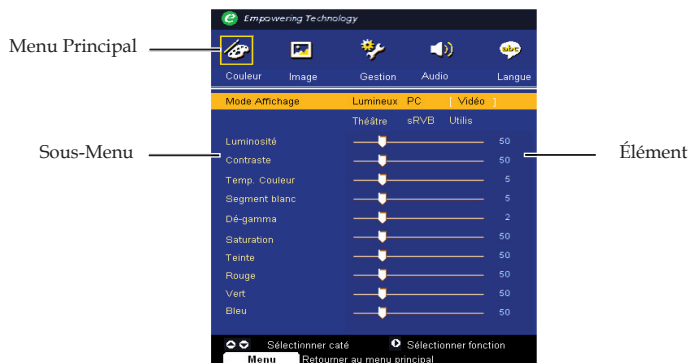 Empowering Technology
Menu Principal
Couleur Image Gestion Audio Langue
abc
Mode Affichage Lumineux PC [ Vidéo ]
Théâtre sRVB Utilis
Sous-Menu
Élément
Luminosité 50
Contraste 50
Temp. Couleur 5
Segment blanc 5
Dé-gamma 2
Saturation 50
Teinte 50
Rouge 50
Vert 50
Bleu 50
Sélectinner caté Sélectionner fonction
Menu Retourner au menu principal